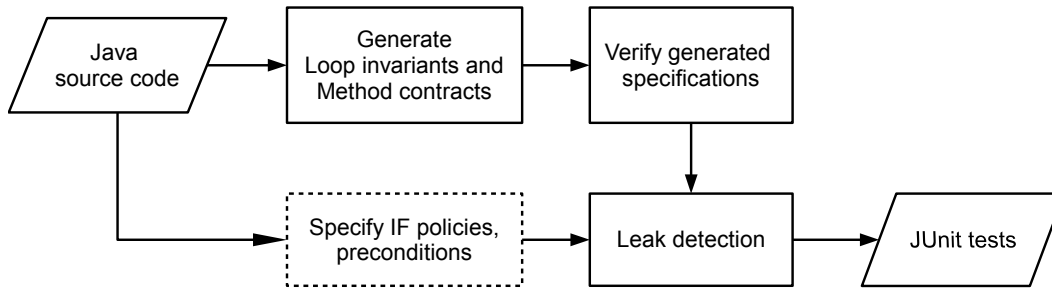 Java
source code
Generate
Loop invariants and
Method contracts
Verify generated
specifications
Specify IF policies,
preconditions
Leak detection
JUnit tests